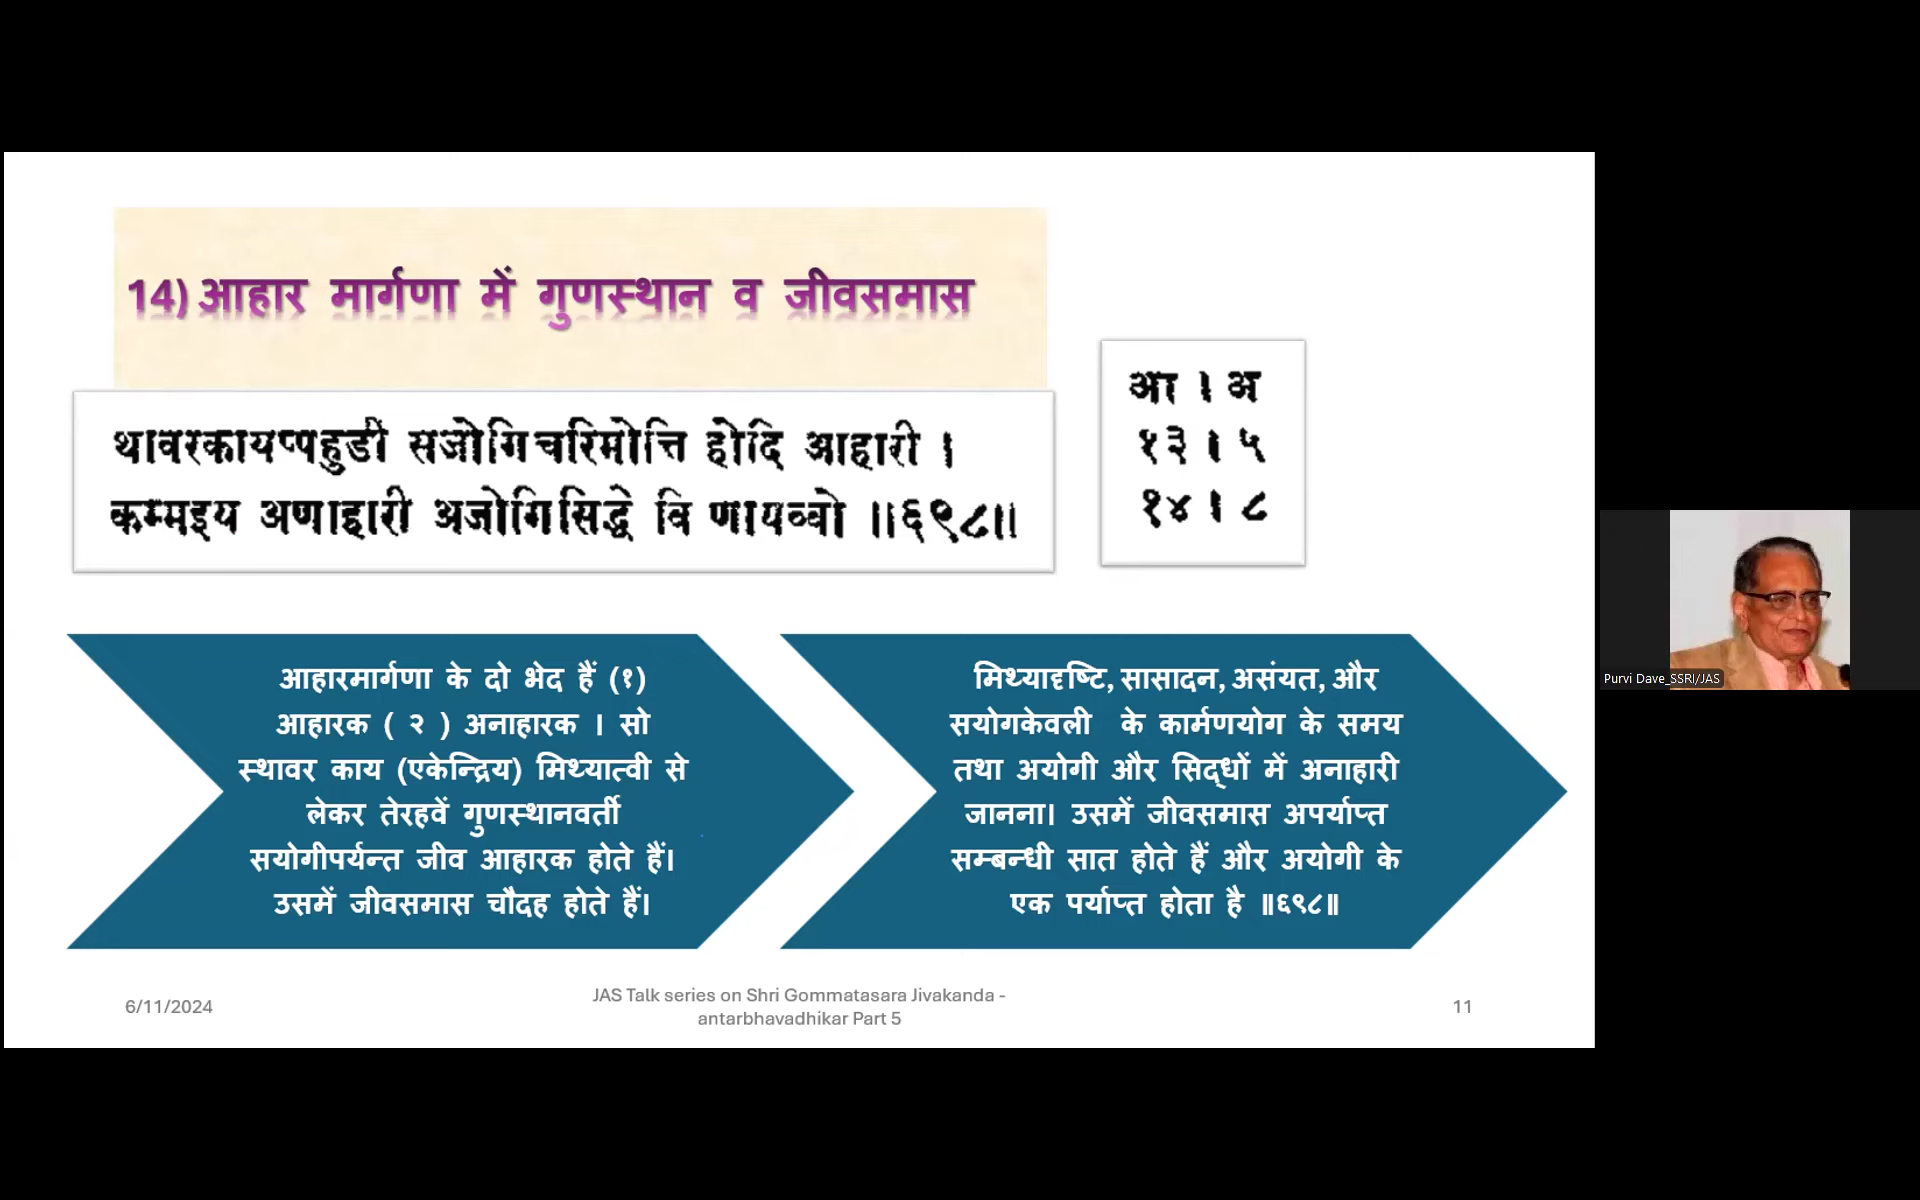 14) आहार मार्गणा में गुणस्थान व जीवसमास
थावरकायप्पहुडी सजोगिचरिमोत्ति होदि आहारी ।
कम्मइय अणाहारी अजोगिसिद्धे वि णायव्वो ॥६९८॥
आ । अ
१३ । ५
१४ । ८
आहारमार्गणा के दो भेद हैं (१)
आहारक ( २ ) अनाहारक । सो
स्थावर काय (एकेन्द्रिय) मिथ्यात्वी से
लेकर तेरहवें गुणस्थानवर्ती
सयोगीपर्यन्त जीव आहारक होते हैं।
उसमें जीवसमास चौदह होते हैं।
मिथ्यादृष्टि, सासादन, असंयत, और
सयोगकेवली के कार्मणयोग के समय
तथा अयोगी और सिद्धों में अनाहारी
जानना। उसमें जीवसमास अपर्याप्त
सम्बन्धी सात होते हैं और अयोगी के
एक पर्याप्त होता है ॥६९८॥
Purvi Dave_SSRI/JAS
6/11/2024
JAS Talk series on Shri Gommatasara Jivakanda -
antarbhavadhikar Part 5
11